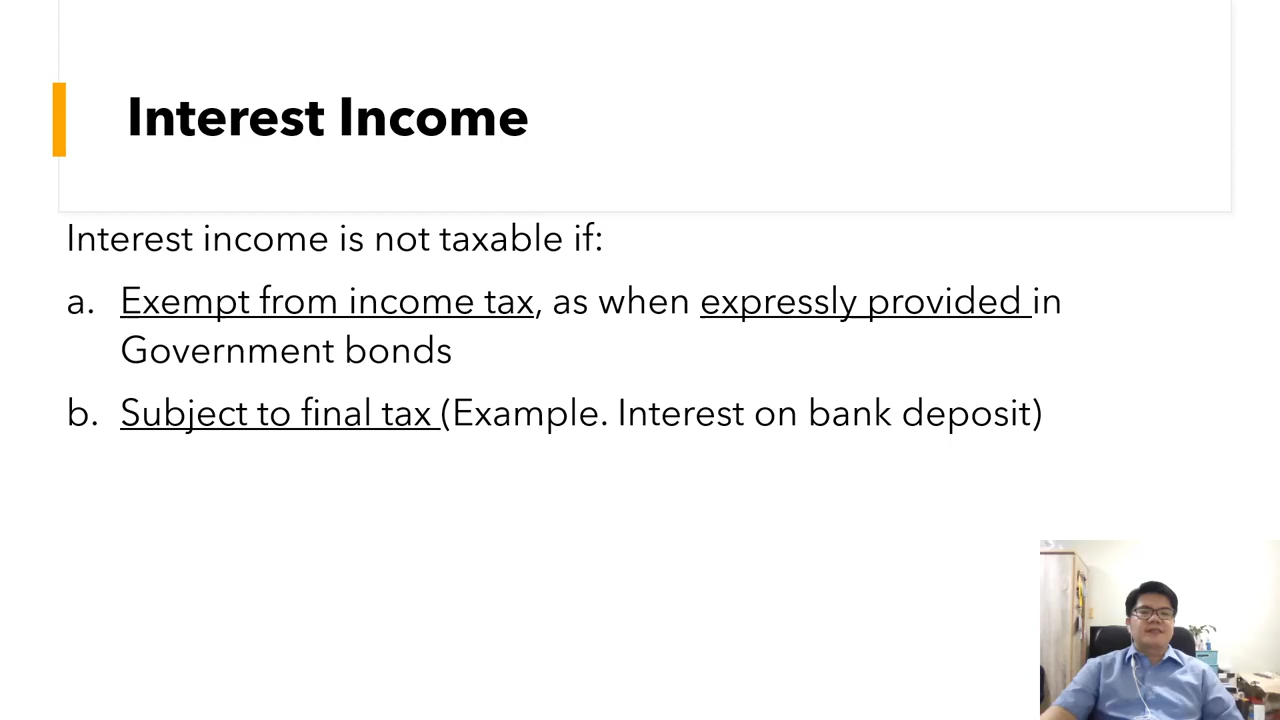 Interest Income
Interest income is not taxable if:
a. Exempt from income tax, as when expressly provided in
Government bonds
b. Subject to final tax (Example. Interest on bank deposit)